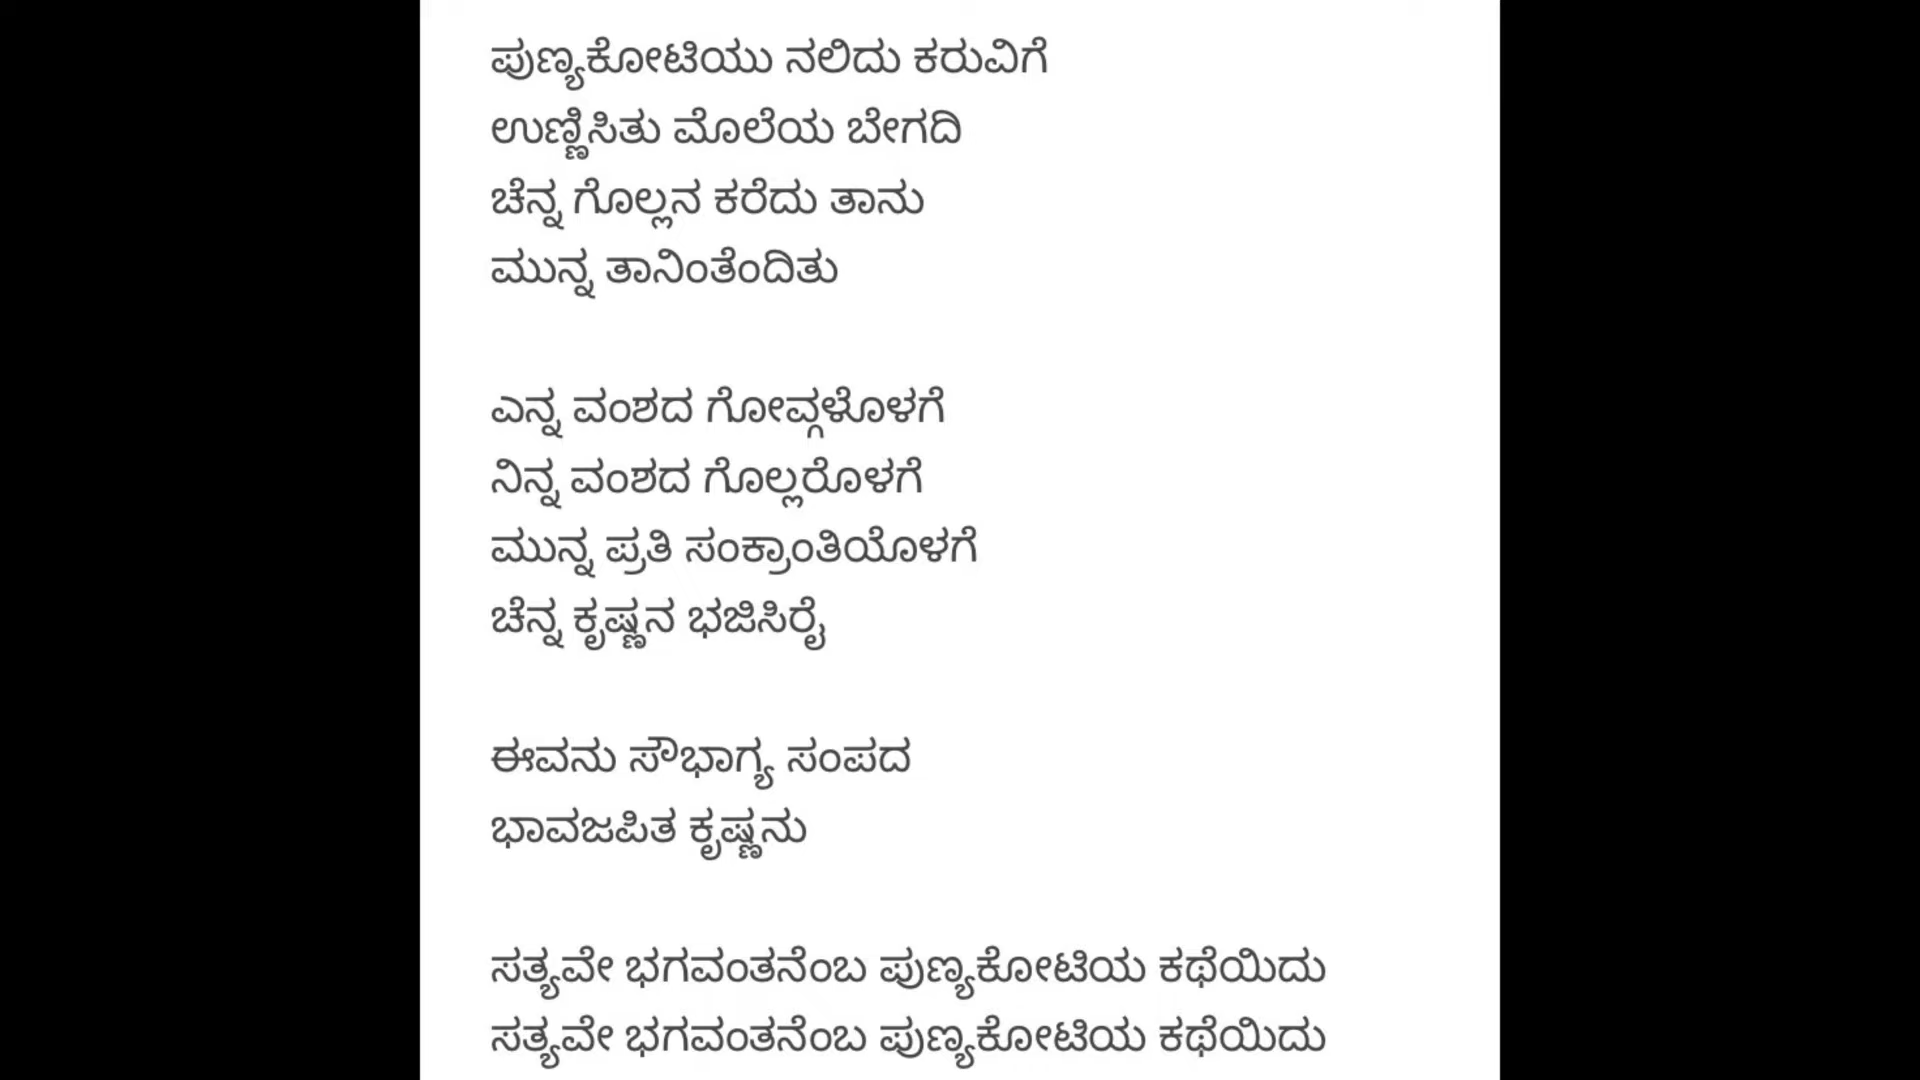 ಪುಣ್ಯಕೋಟಿಯು ನಲಿದು ಕರುವಿಗೆ
ಉಣ್ಣಿಸಿತು ಮೊಲೆಯ ಬೇಗದಿ
ಚೆನ್ನ ಗೊಲ್ಲನ ಕರೆದು ತಾನು
ಮುನ್ನ ತಾನಿಂತೆಂದಿತು
ಎನ್ನ ವಂಶದ ಗೋವ್ಗಳೊಳಗೆ
ನಿನ್ನ ವಂಶದ ಗೊಲ್ಲರೊಳಗೆ
ಮುನ್ನ ಪ್ರತಿ ಸಂಕ್ರಾಂತಿಯೊಳಗೆ
ಚೆನ್ನ ಕೃಷ್ಣನ ಭಜಿಸಿರೈ
ಈವನು ಸೌಭಾಗ್ಯ ಸಂಪದ
ಭಾವಜಪಿತ ಕೃಷ್ಣನು
ಸತ್ಯವೇ ಭಗವಂತನೆಂಬ ಪುಣ್ಯಕೋಟಿಯ ಕಥೆಯಿದು
ಸತ್ಯವೇ ಭಗವಂತನೆಂಬ ಪುಣ್ಯಕೋಟಿಯ ಕಥೆಯಿದು